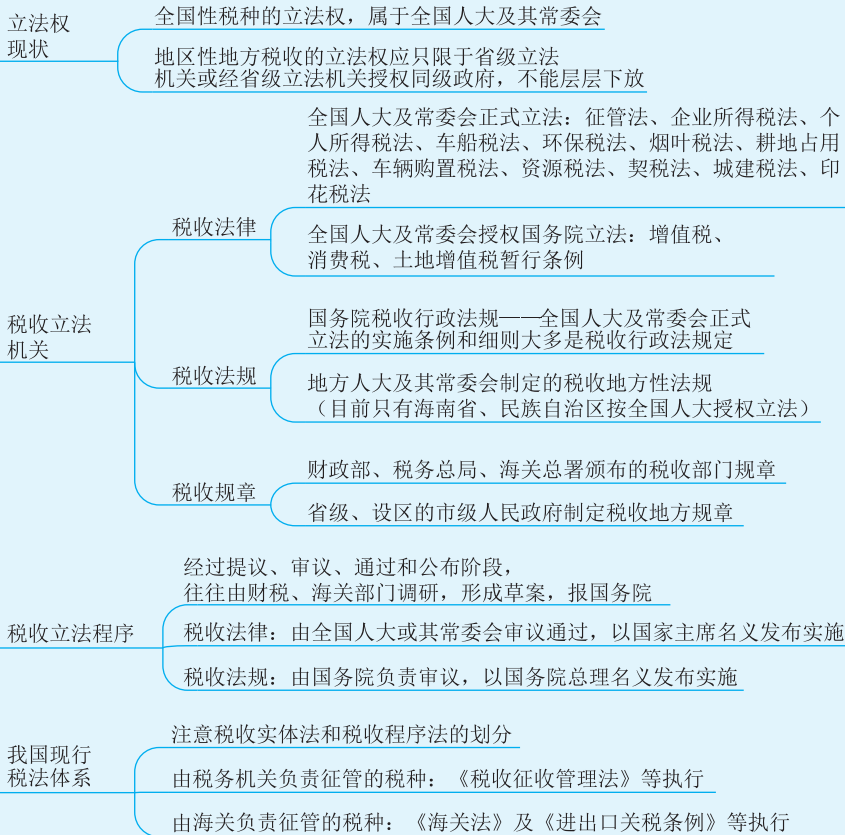 立法权
现状
全国性税种的立法权，属于全国人大及其常委会
地区性地方税收的立法权应只限于省级立法
机关或经省级立法机关授权同级政府，不能层层下放
税收立法
机关
税收法律
全国人大及常委会正式立法：征管法、企业所得税法、个
人所得税法、车船税法、环保税法、烟叶税法、耕地占用
税法、车辆购置税法、资源税法、契税法、城建税法、印
花税法
全国人大及常委会授权国务院立法：增值税、
消费税、土地增值税暂行条例
税收法规
国务院税收行政法规——全国人大及常委会正式
立法的实施条例和细则大多是税收行政法规定
地方人大及其常委会制定的税收地方性法规
（目前只有海南省、民族自治区按全国人大授权立法）
税收规章
财政部、税务总局、海关总署颁布的税收部门规章
省级、设区的市级人民政府制定税收地方规章
税收立法程序
经过提议、审议、通过和公布阶段，
往往由财税、海关部门调研，形成草案，报国务院
税收法律：由全国人大或其常委会审议通过，以国家主席名义发布实施
税收法规：由国务院负责审议，以国务院总理名义发布实施
我国现行
税法体系
注意税收实体法和税收程序法的划分
由税务机关负责征管的税种：《税收征收管理法》等执行
由海关负责征管的税种：《海关法》及《进出口关税条例》等执行